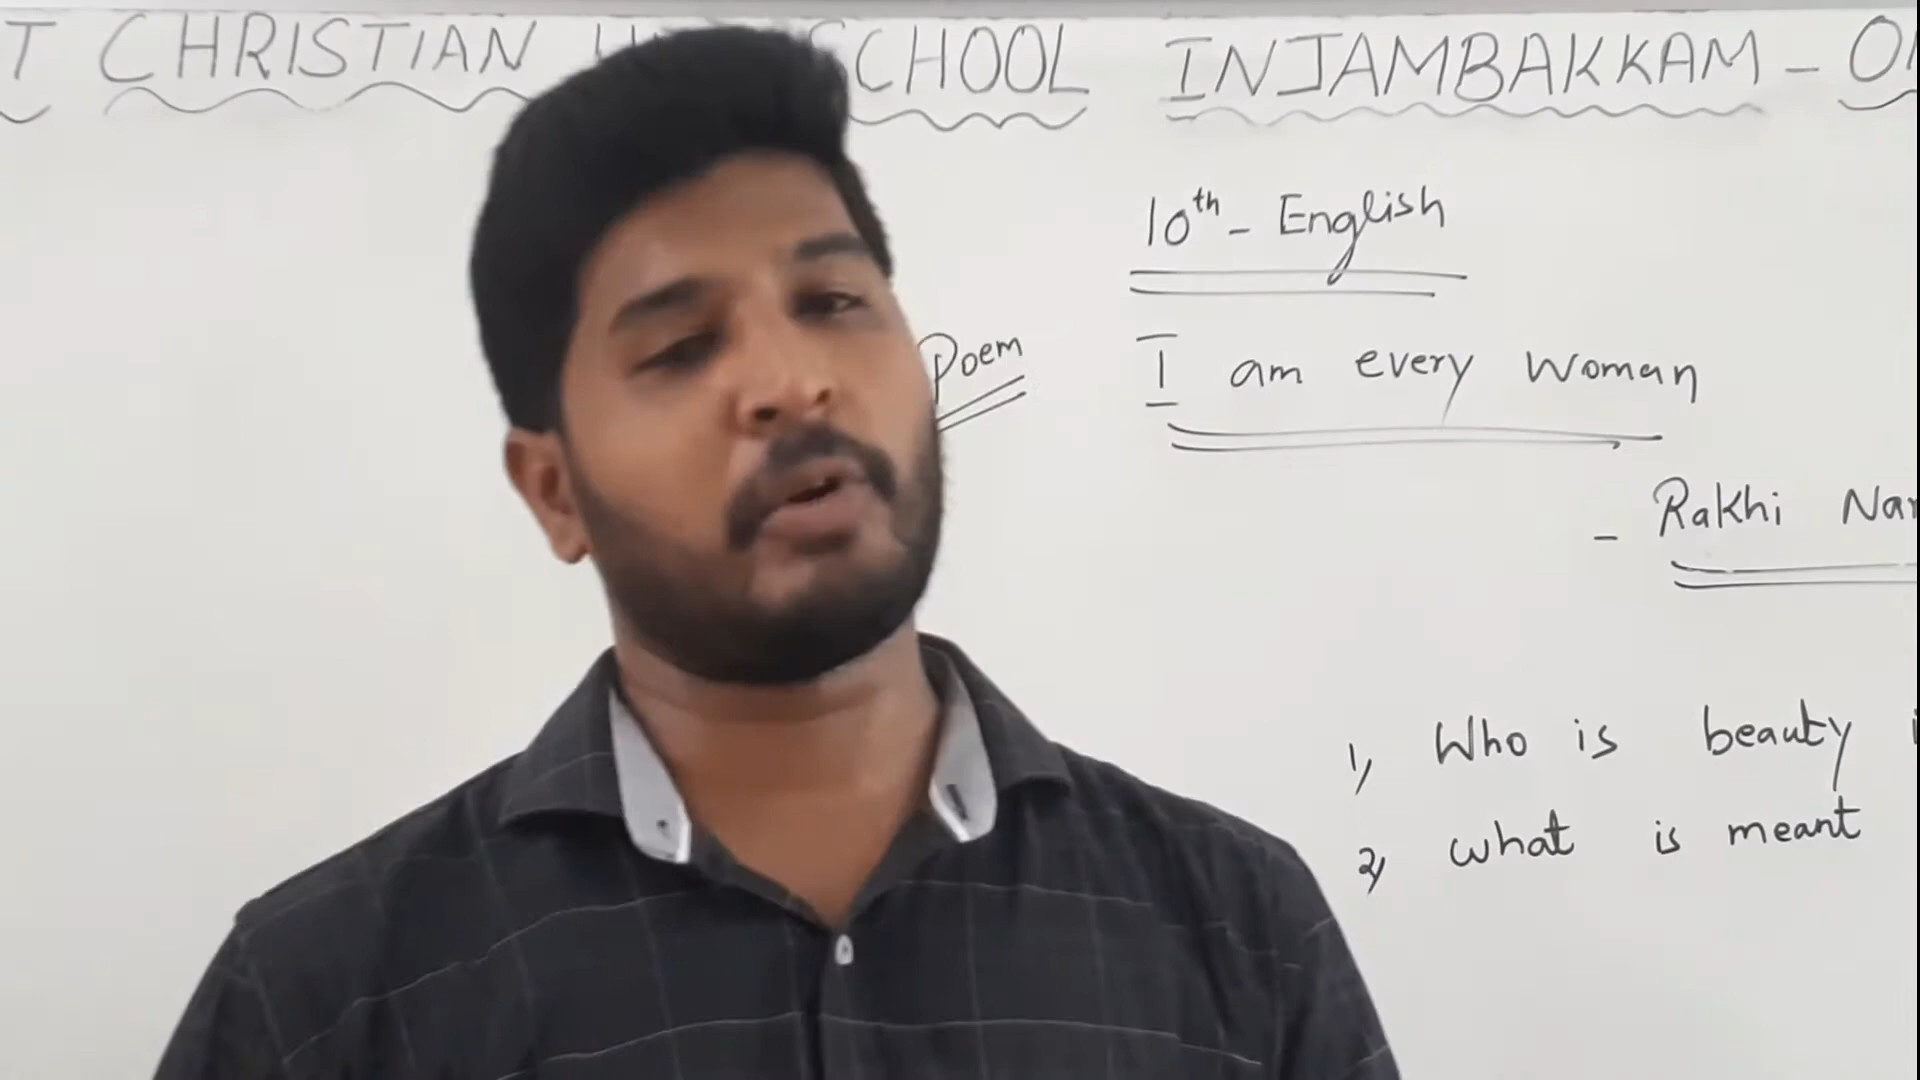 T CHRISTIAN SCHOOL INJAMBAKKAM -
10th - English
Poem I am every woman
- Rakhi
1, Who is beauty
2, what is meant